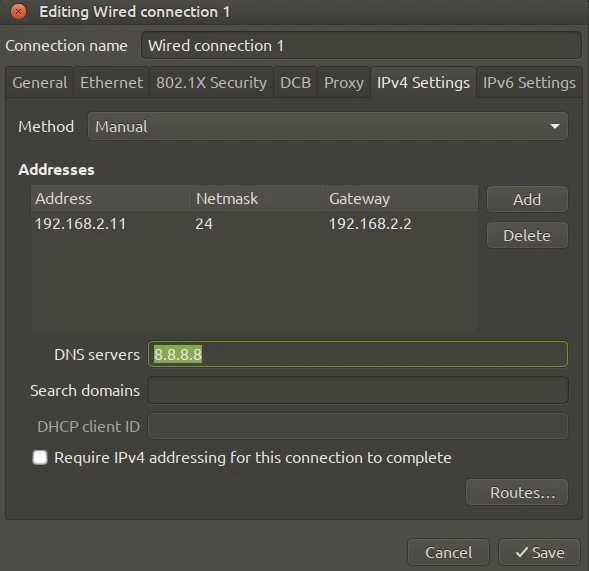 Editing Wired connection 1
Connection name Wired connection 1
General Ethernet 802.1X Security DCB Proxy IPv4 Settings IPv6 Settings
Method Manual
Addresses
Address Netmask Gateway Add
192.168.2.11 24 192.168.2.2
Delete
DNS servers 8.8.8.8
Search domains
DHCP client ID
Require IPv4 addressing for this connection to complete
Routes...
Cancel Save